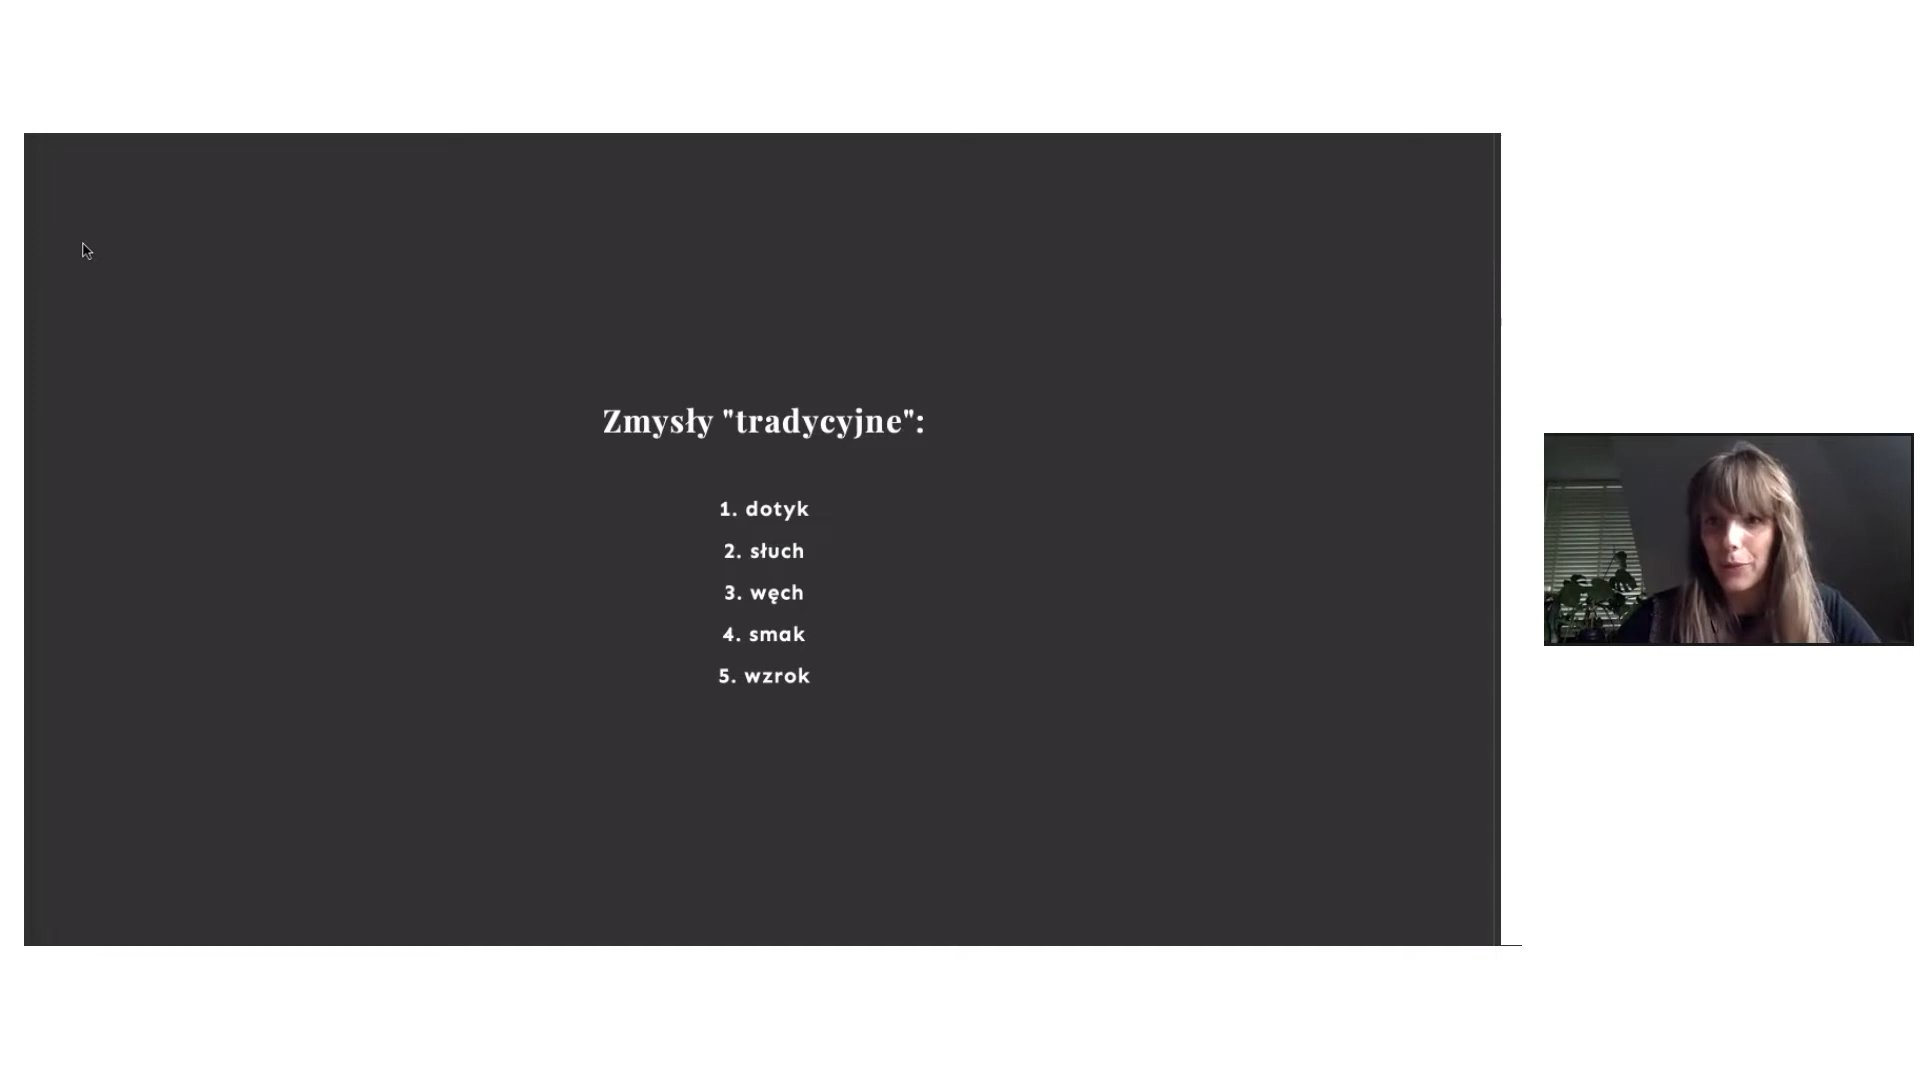 Zmysły "tradycyjne":
1. dotyk
2. słuch
3. węch
4. smak
5. wzrok